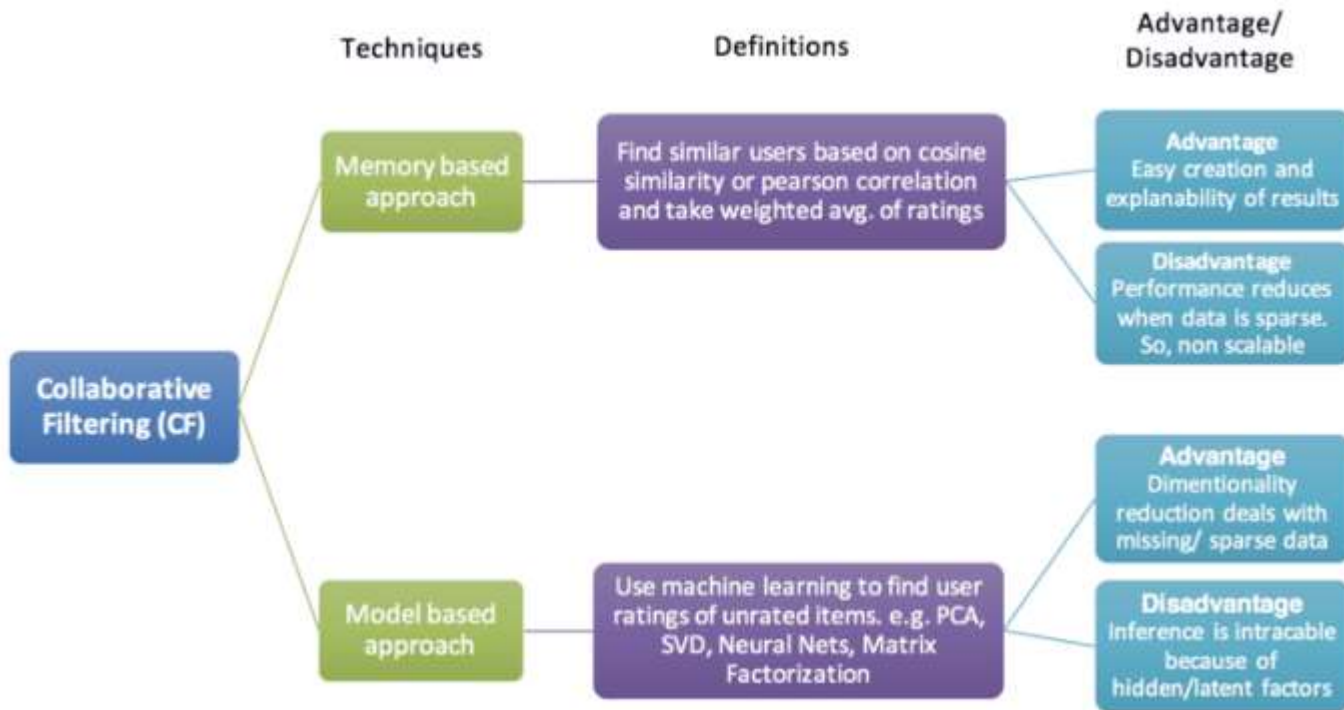 Techniques
Definitions
Advantage/
Disadvantage
Collaborative
Filtering (CF)
Memory based
approach
Find similar users based on cosine
similarity or pearson correlation
and take weighted avg. of ratings
Advantage
Easy creation and
explanability of results
Disadvantage
Performance reduces
when data is sparse.
So, non scalable
Model based
approach
Use machine learning to find user
ratings of unrated items. e.g. PCA,
SVD, Neural Nets, Matrix
Factorization
Advantage
Dimentionality
reduction deals with
missing/ sparse data
Disadvantage
Inference is intracable
because of
hidden/latent factors